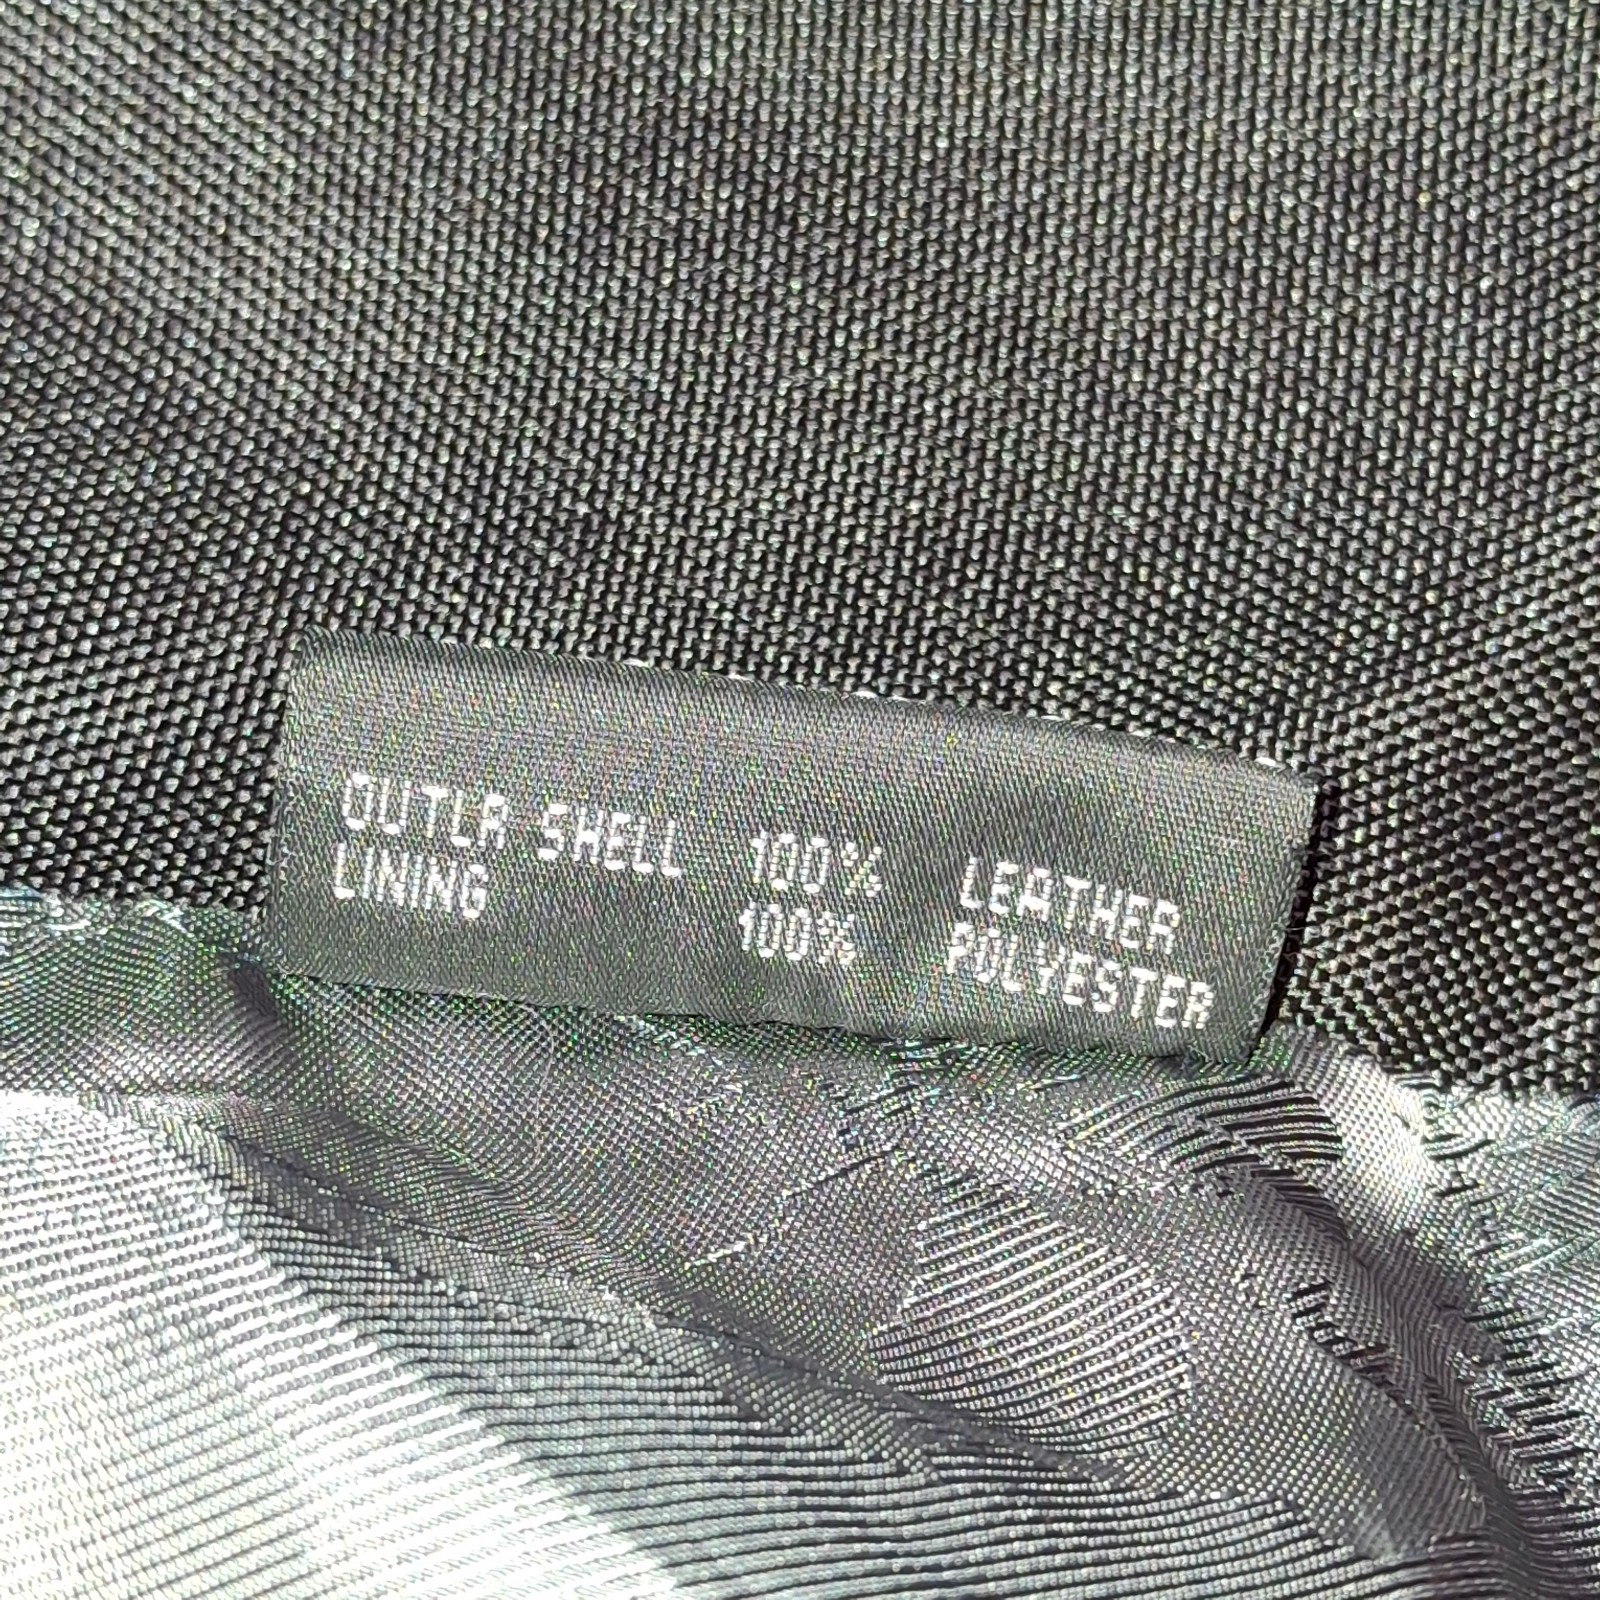 OUTLR SHELL 100% LEATHER
LINING 100% POLYESTER